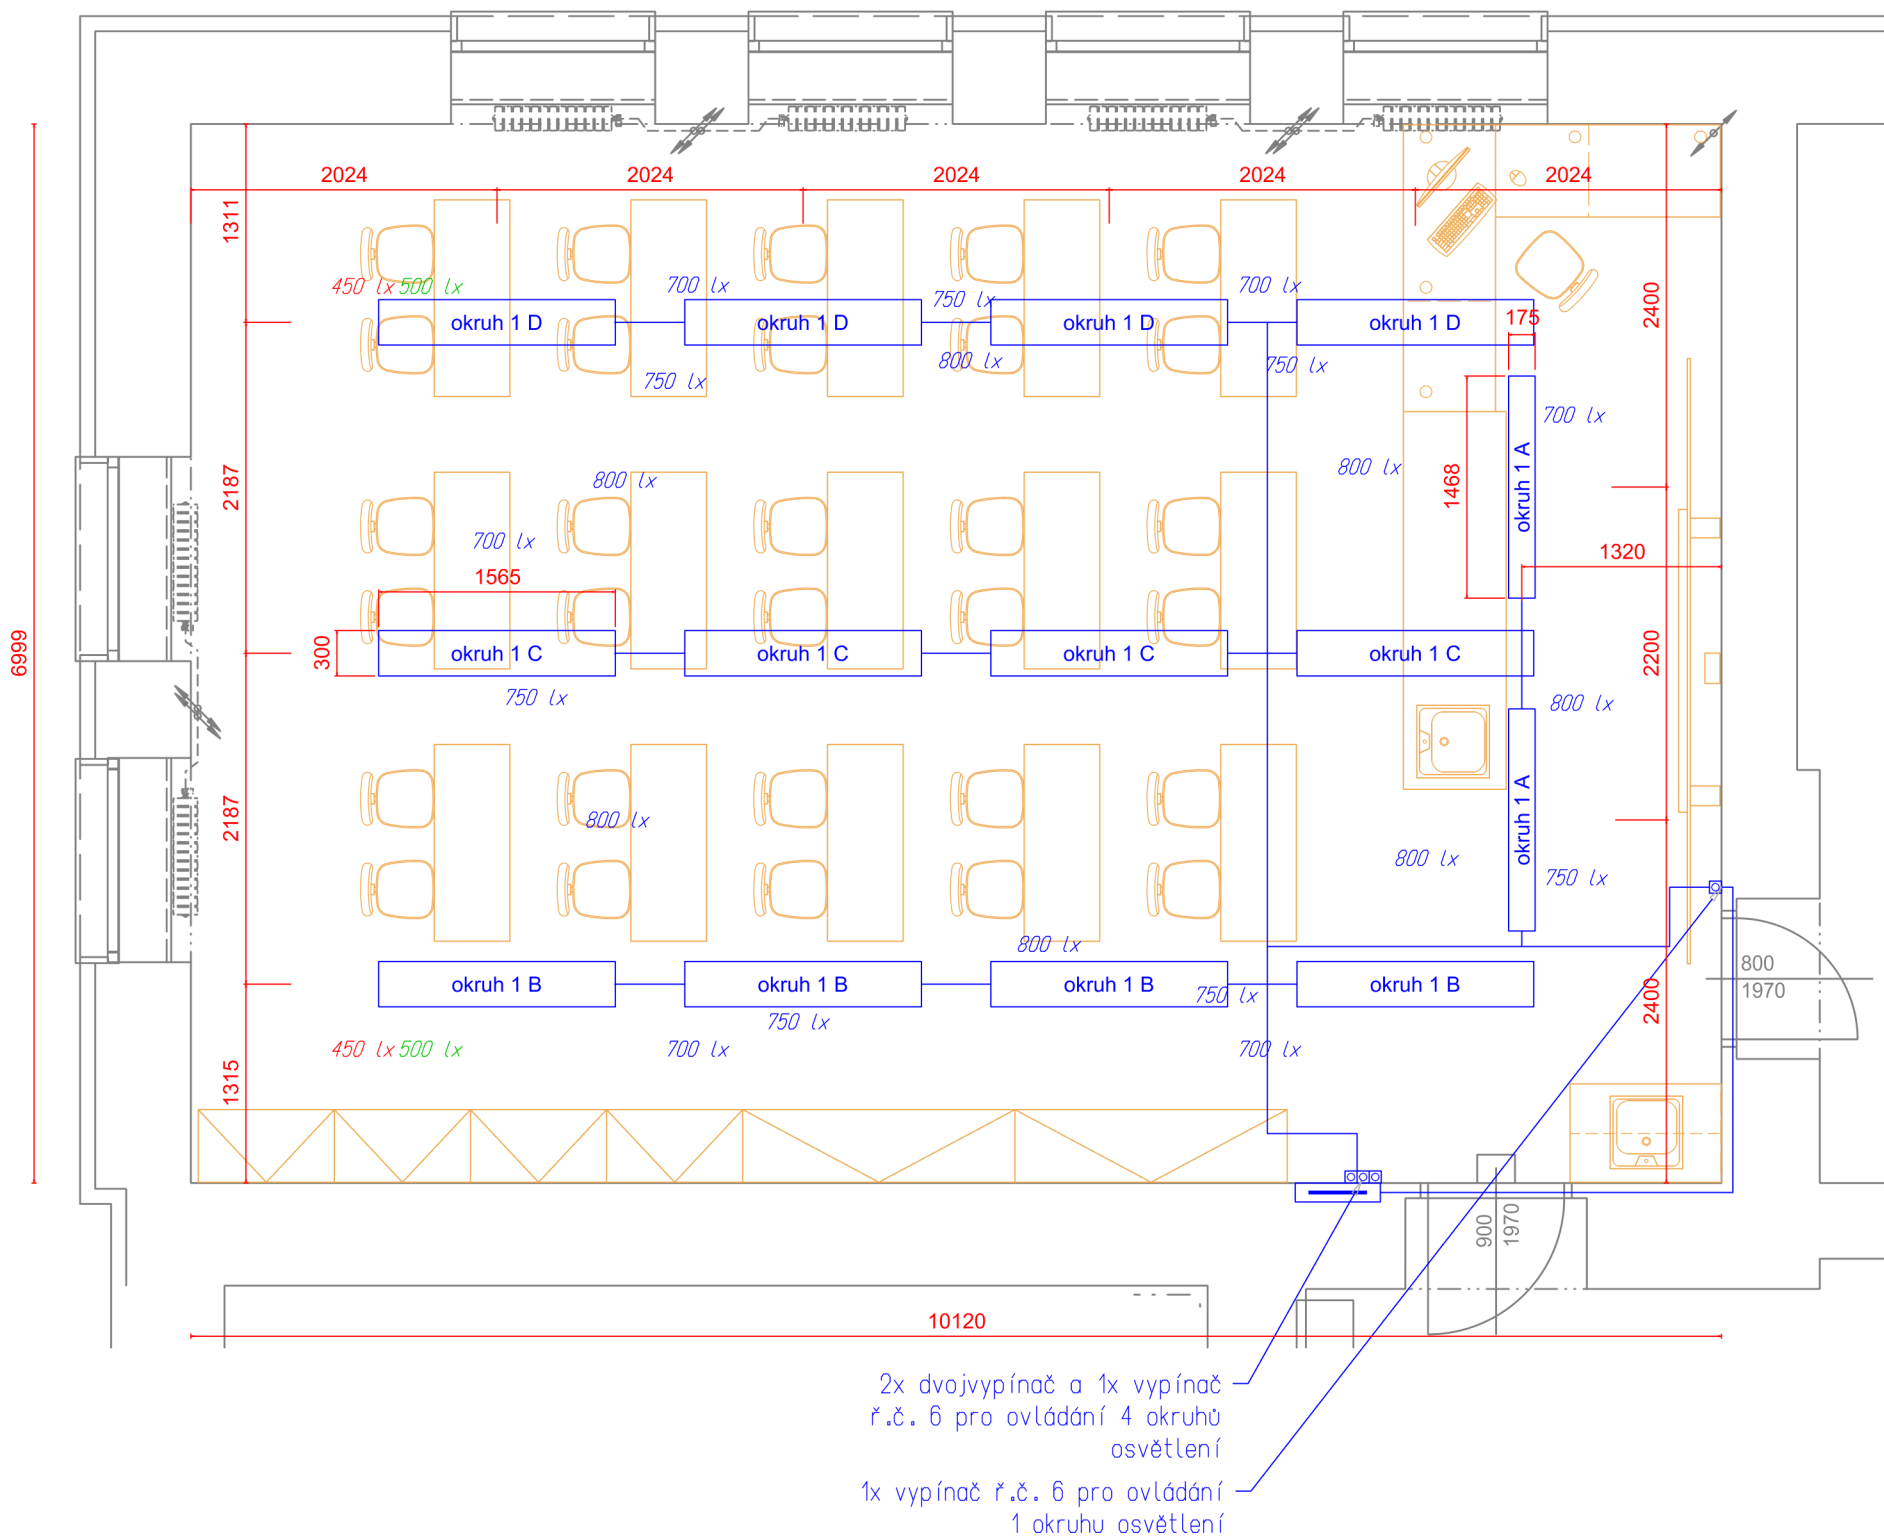 2024 2024 2024 2024 2024
1311
450 lx 500 lx 700 lx 750 lx 700 lx
2400
okruh 1 D okruh 1 D okruh 1 D okruh 1 D
175
750 lx 800 lx 750 lx
700 lx
2187
800 lx 800 lx
1468
okruh 1 A
700 lx
1320
1565
6999
300
okruh 1 C okruh 1 C okruh 1 C okruh 1 C
2200
750 lx 800 lx
2187
800 lx
okruh 1 A
800 lx 750 lx
800 lx
800
1970
okruh 1 B okruh 1 B okruh 1 B okruh 1 B
750 lx
2400
750 lx
450 lx 500 lx 700 lx 700 lx
1315
900
1970
10120
2x dvojvypínač a 1x vypínač
ř.č. 6 pro ovládání 4 okruhů
osvětlení
1x vypínač ř.č. 6 pro ovládání
1 okruhu osvětlení